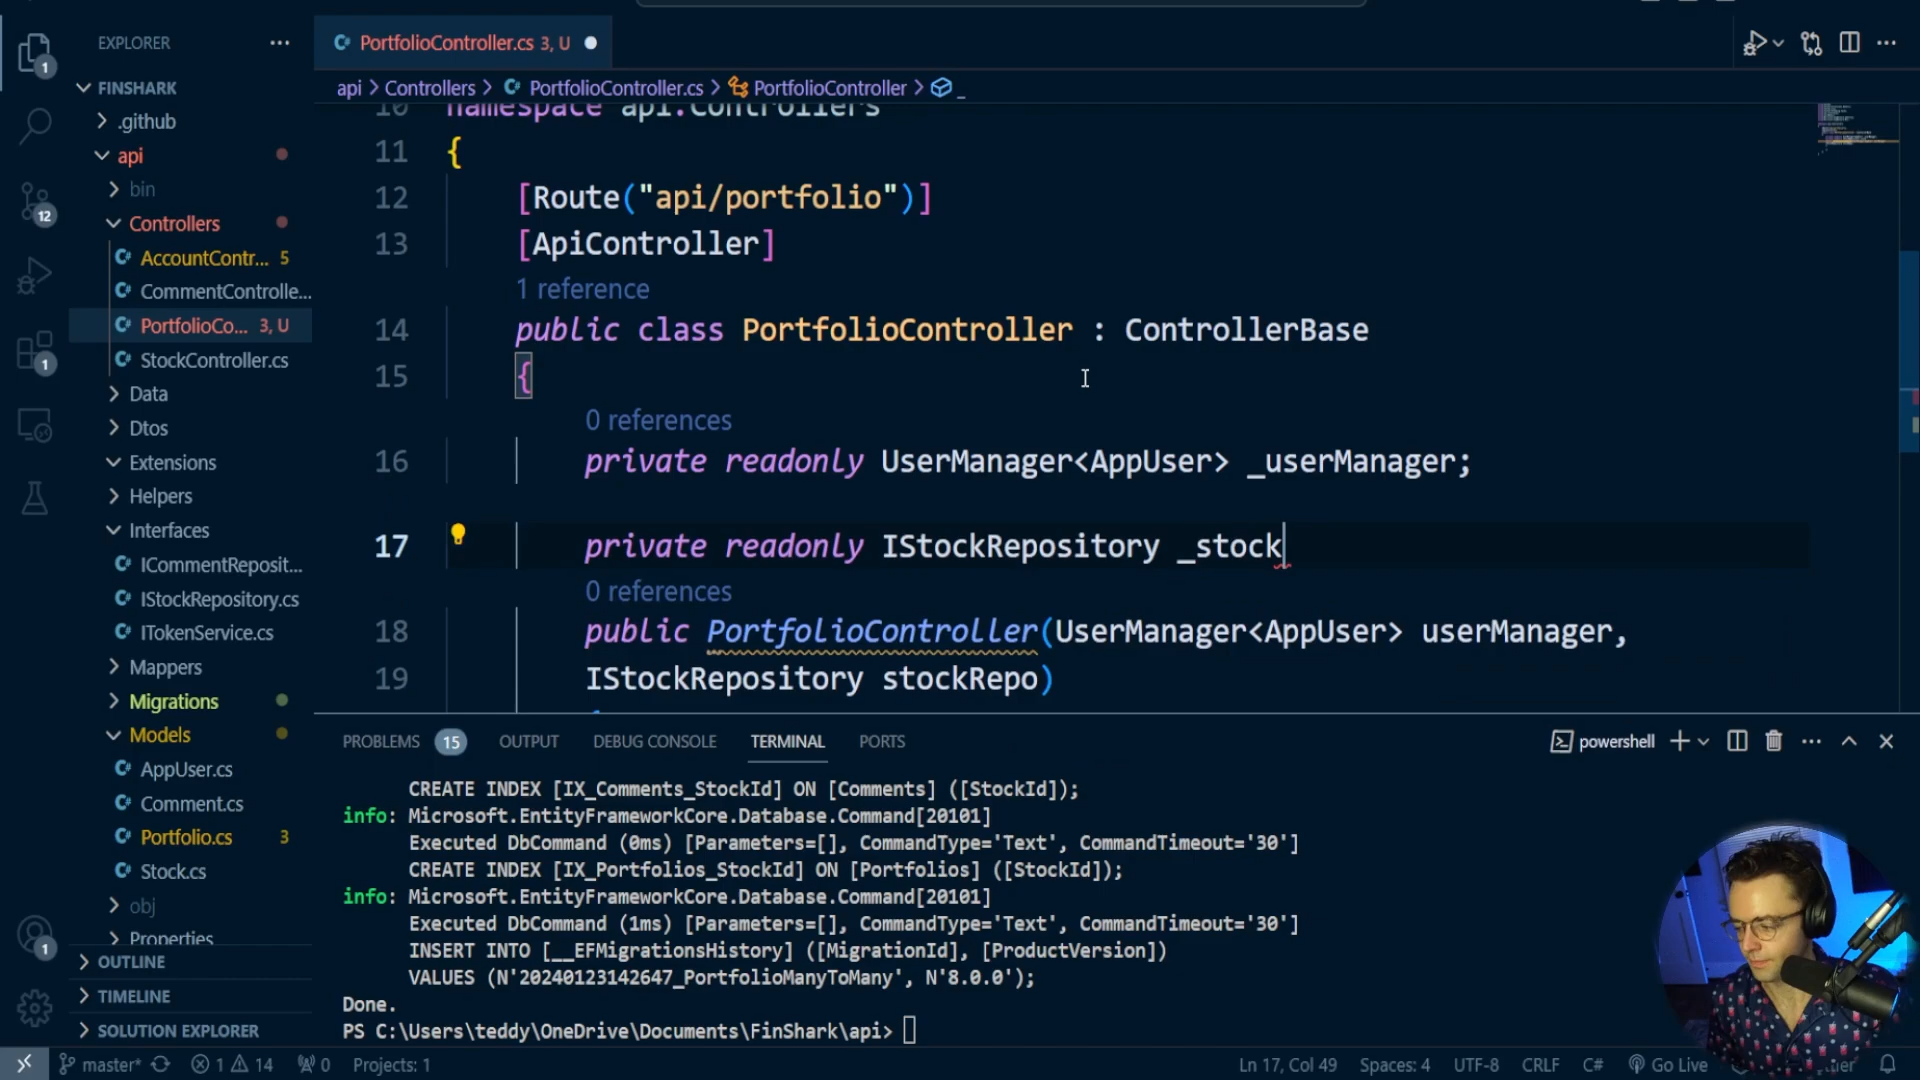 EXPLORER
FINSHARK
.github
api
bin
Controllers
AccountContr... 5
CommentControlle...
PortfolioCo... 3, U
StockController.cs
Data
Dtos
Extensions
Helpers
Interfaces
ICommentReposit...
IStockRepository.cs
ITokenService.cs
Mappers
Migrations
Models
AppUser.cs
Comment.cs
Portfolio.cs 3
Stock.cs
obj
Properties
OUTLINE
TIMELINE
SOLUTION EXPLORER
1
12
1
1
PortfolioController.cs 3, U
api > Controllers > PortfolioController.cs > PortfolioController > _
10 namespace api.Controllers
11 {
12 [Route("api/portfolio")]
13 [ApiController]
1 reference
14 public class PortfolioController : ControllerBase
15 {
0 references
16 private readonly UserManager<AppUser> _userManager;
17 private readonly IStockRepository _stock
0 references
18 public PortfolioController(UserManager<AppUser> userManager,
19 IStockRepository stockRepo)
PROBLEMS 15 OUTPUT DEBUG CONSOLE TERMINAL PORTS
powershell
CREATE INDEX [IX_Comments_StockId] ON [Comments] ([StockId]);
info: Microsoft.EntityFrameworkCore.Database.Command[20101]
Executed DbCommand (0ms) [Parameters=[], CommandType='Text', CommandTimeout='30']
CREATE INDEX [IX_Portfolios_StockId] ON [Portfolios] ([StockId]);
info: Microsoft.EntityFrameworkCore.Database.Command[20101]
Executed DbCommand (1ms) [Parameters=[], CommandType='Text', CommandTimeout='30']
INSERT INTO [__EFMigrationsHistory] ([MigrationId], [ProductVersion])
VALUES (N'20240123142647_PortfolioManyToMany', N'8.0.0');
Done.
PS C:\Users\teddy\OneDrive\Documents\FinShark\api>
master* 1 14 0 Projects: 1 Ln 17, Col 49 Spaces: 4 UTF-8 CRLF C# Go Live